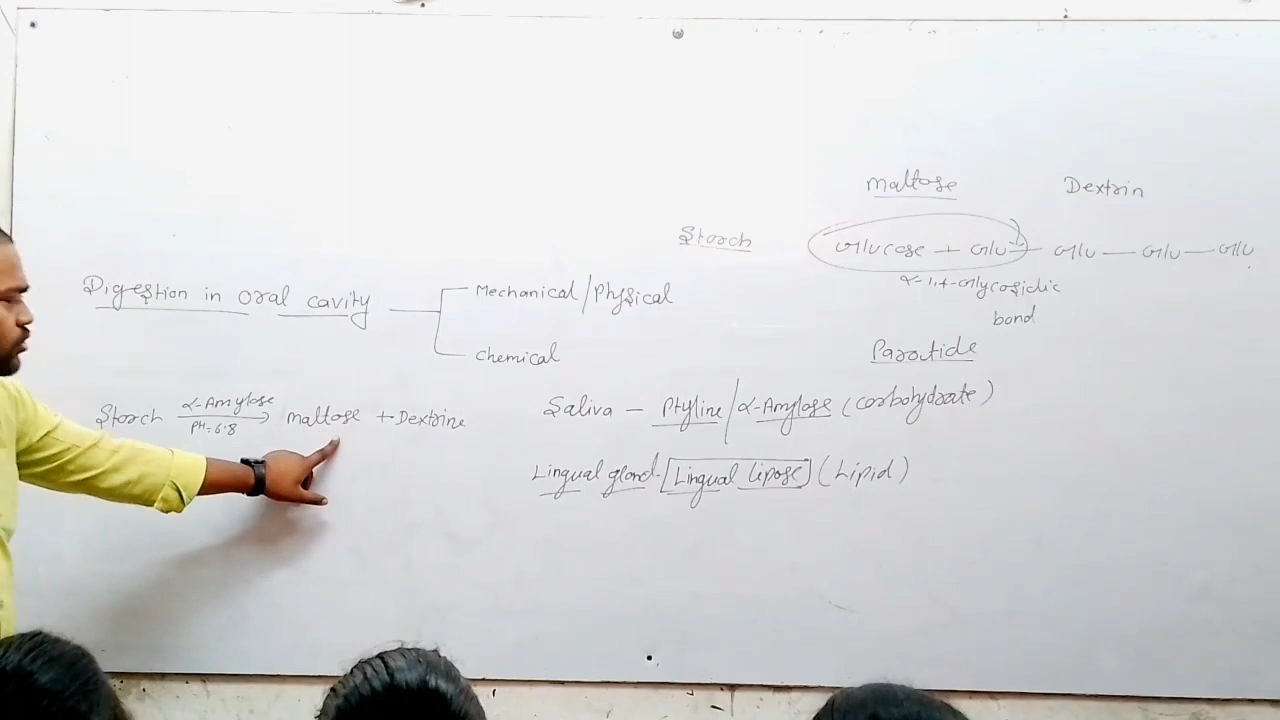 Maltose Dextrin
Starch Glucose + Glu — Glu — Glu — Glu
α-1,4-Glycosidic
bond
Digestion in oral cavity
Mechanical/Physical
Chemical
Parotide
Starch α-Amylase PH=6.8 → Maltose + Dextrine
Saliva — Ptyline/α-Amylase (carbohydrate)
Lingual gland- Lingual lipase (Lipid)